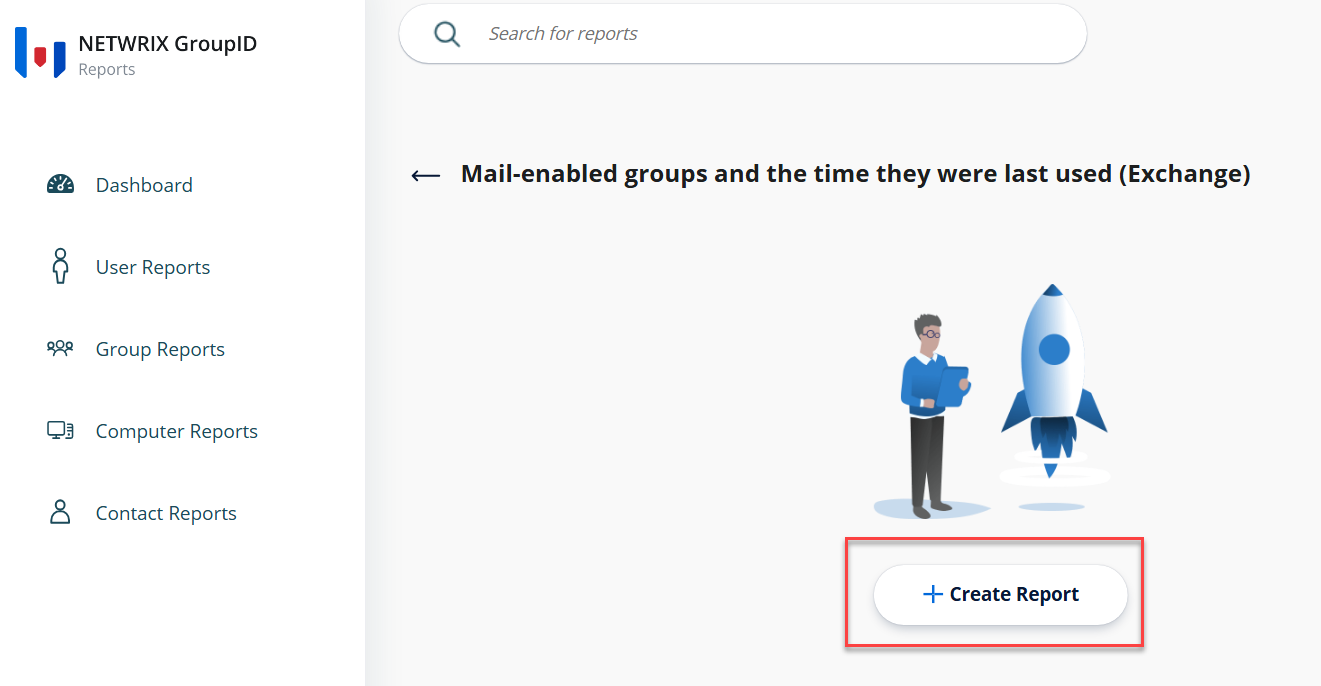 NETWRIX GroupID
Reports
Search for reports
Mail-enabled groups and the time they were last used (Exchange)
Dashboard
User Reports
Group Reports
Computer Reports
Contact Reports
Create Report